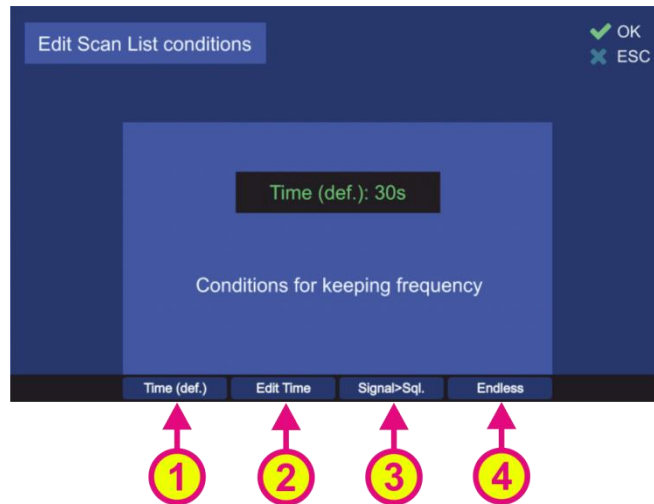 Edit Scan List conditions
OK
ESC
Time (def.): 30s
Conditions for keeping frequency
Time (def.) Edit Time Signal>Sql. Endless
1 2 3 4